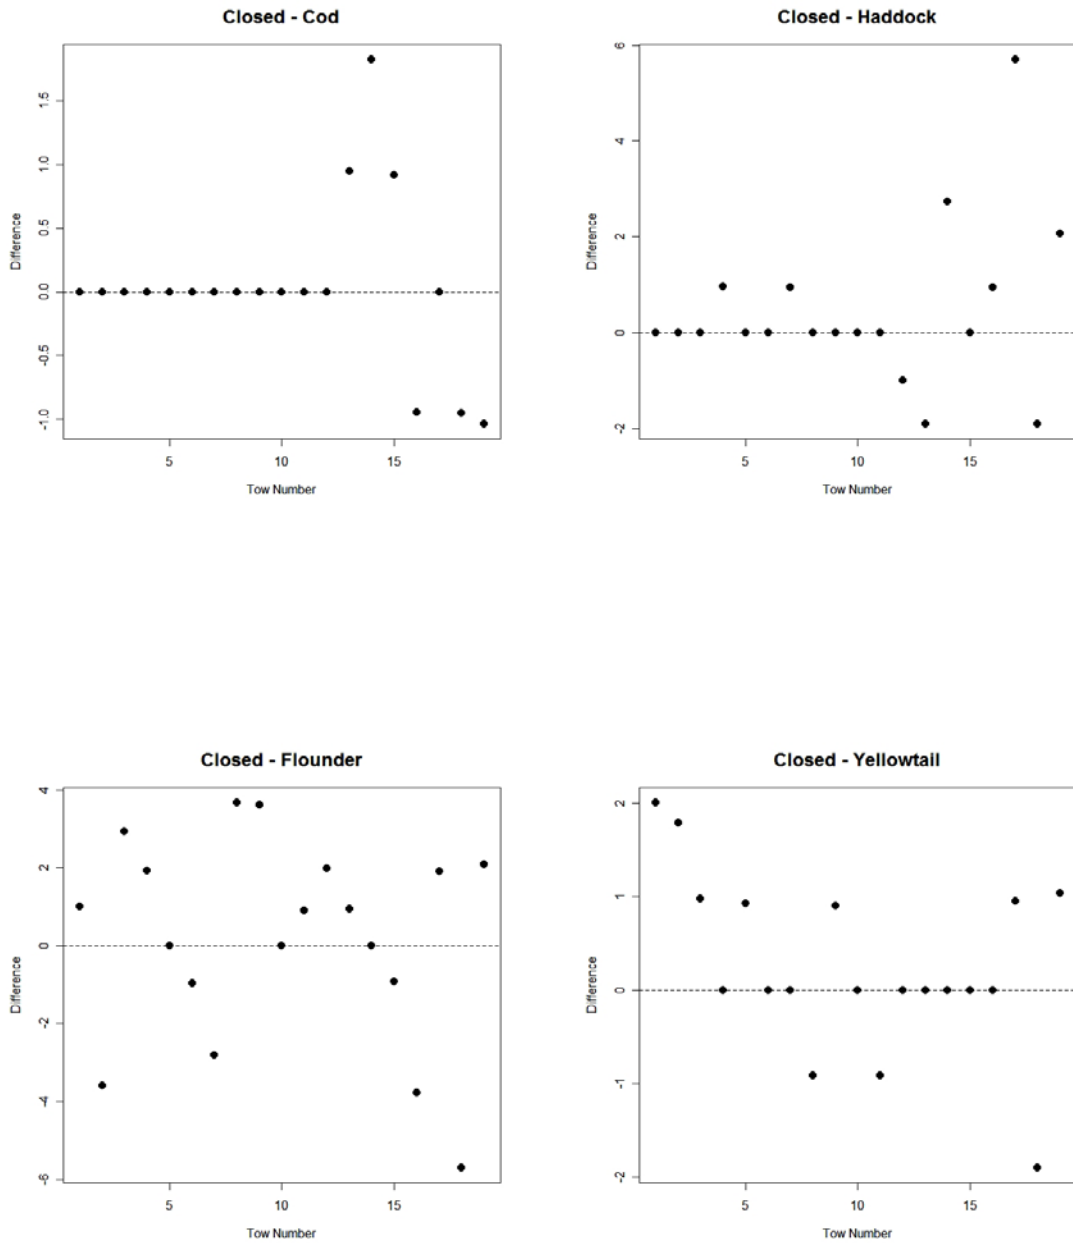 Closed - Cod
Difference
1.5
1.0
0.5
0.0
-0.5
-1.0
5 10 15
Tow Number
Closed - Haddock
Difference
6
4
2
0
-2
5 10 15
Tow Number
Closed - Flounder
Difference
4
2
0
-2
-4
-6
5 10 15
Tow Number
Closed - Yellowtail
Difference
2
1
0
-1
-2
5 10 15
Tow Number